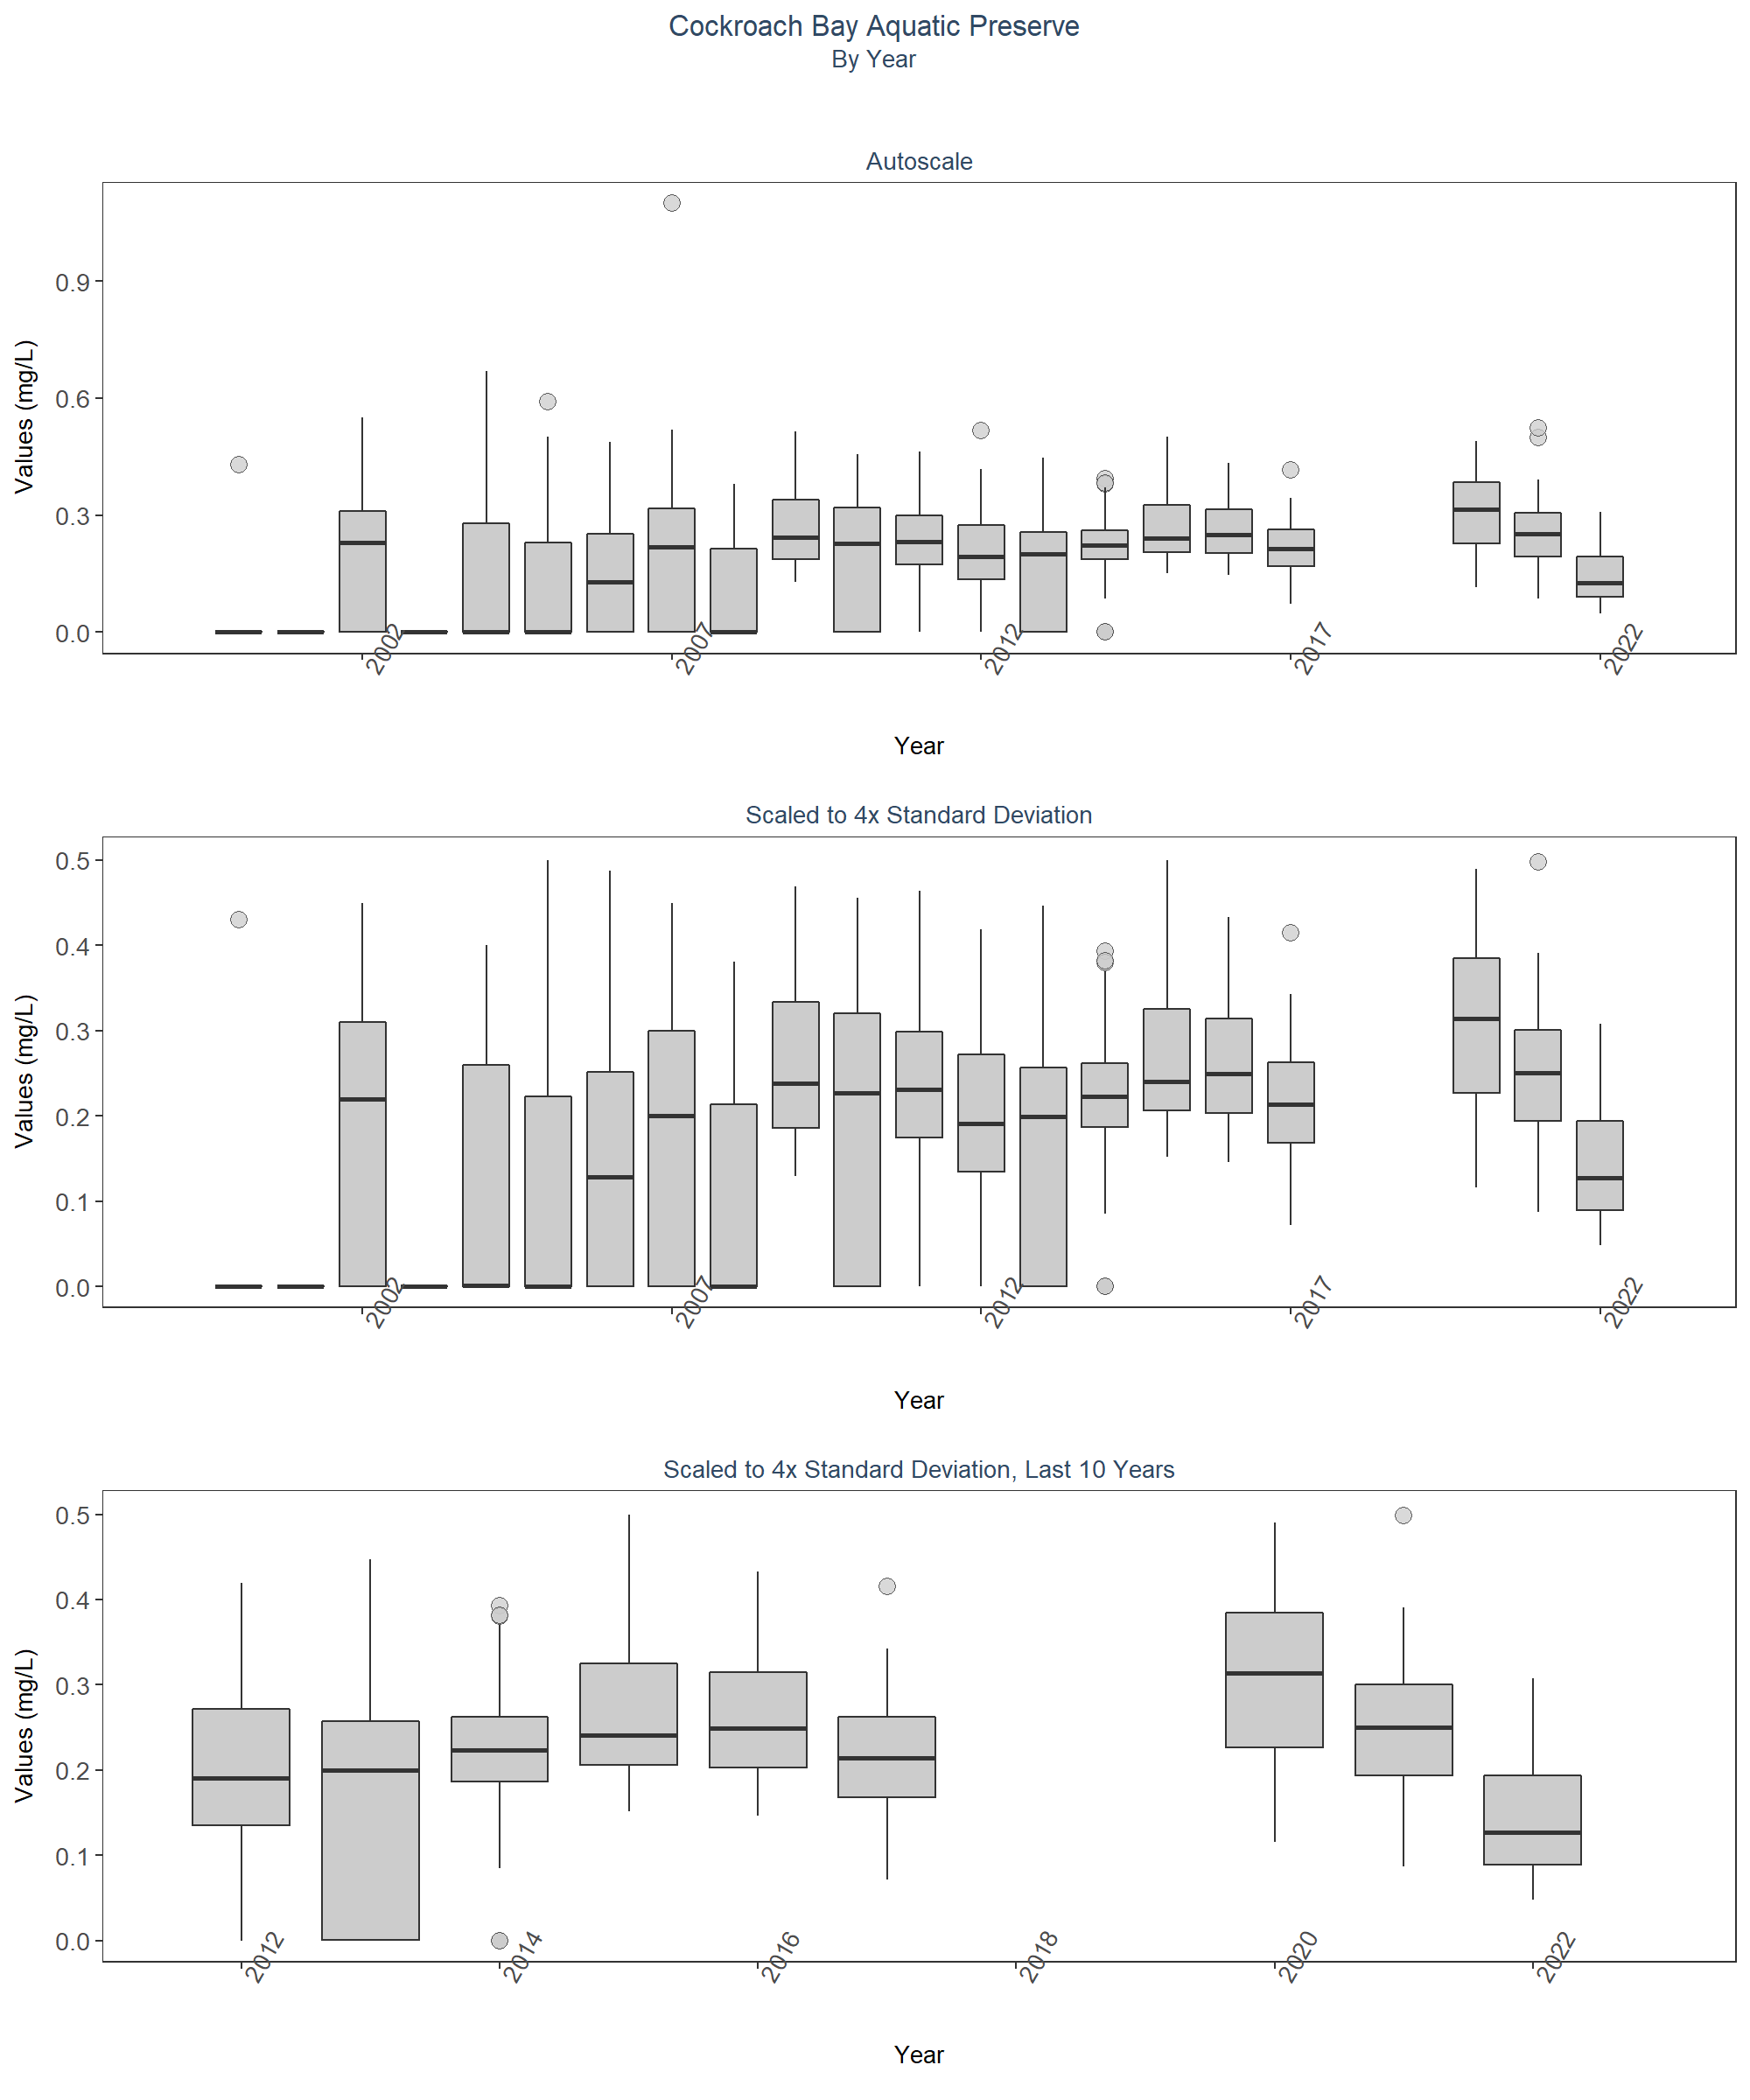 Cockroach Bay Aquatic Preserve
By Year
Autoscale
Values (mg/L)
0.9
0.6
0.3
0.0
2002
2007
2012
2017
2022
Year
Scaled to 4x Standard Deviation
Values (mg/L)
0.5
0.4
0.3
0.2
0.1
0.0
2002
2007
2012
2017
2022
Year
Scaled to 4x Standard Deviation, Last 10 Years
Values (mg/L)
0.5
0.4
0.3
0.2
0.1
0.0
2012
2014
2016
2018
2020
2022
Year